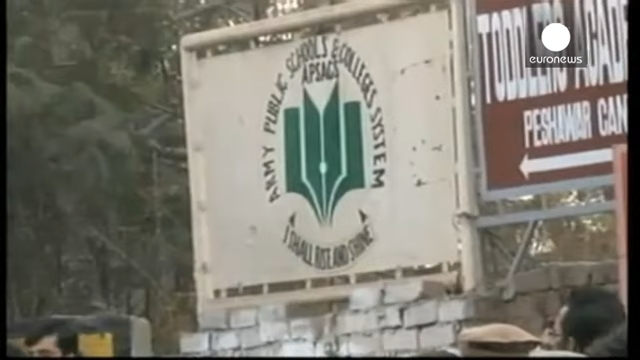 ARMY PUBLIC SCHOOLS & COLLEGES SYSTEM
APSACS
I SHALL RISE AND SHINE
TODDLERS ACADE
PESHAWAR CAN
euronews